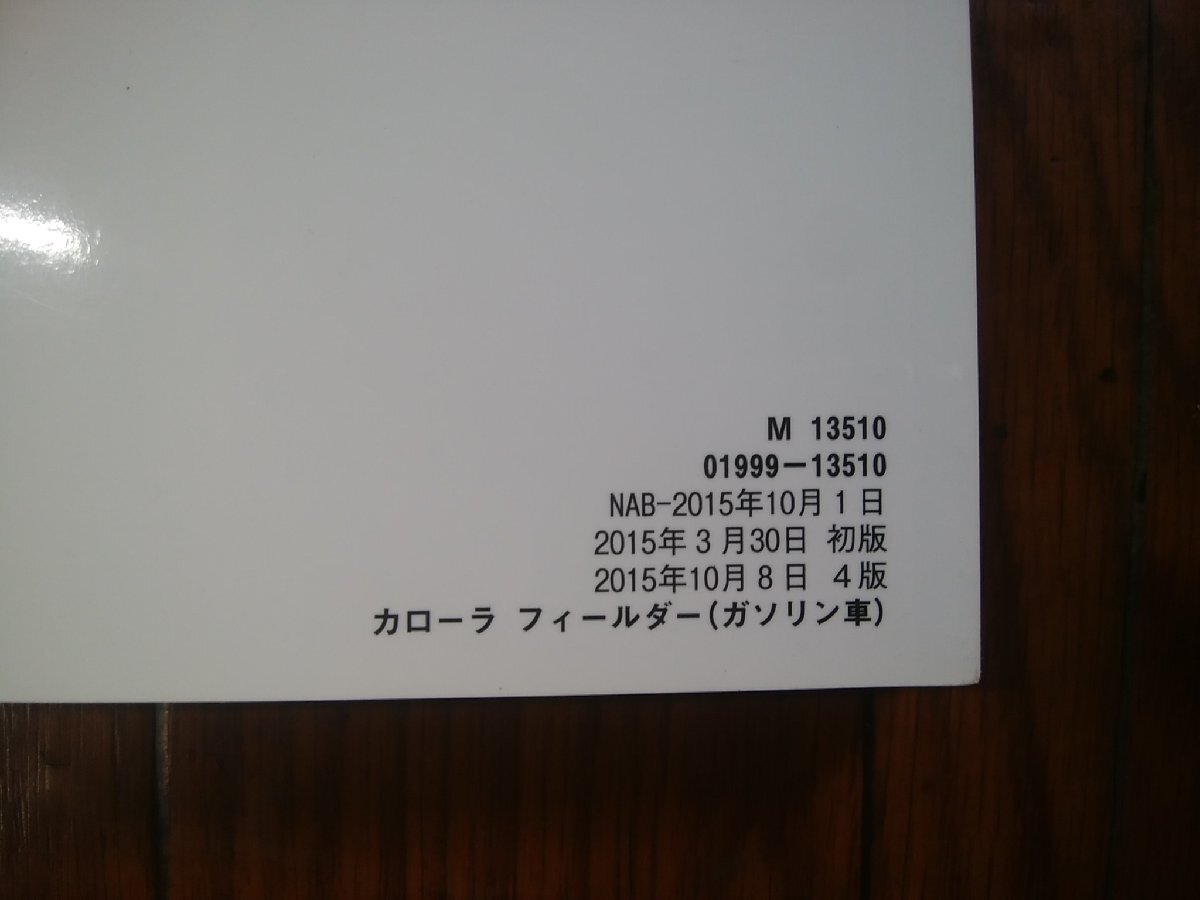 M 13510
01999-13510
NAB-2015年10月1日
2015年3月30日 初版
2015年10月8日 4版
カローラ フィールダー(ガソリン車)